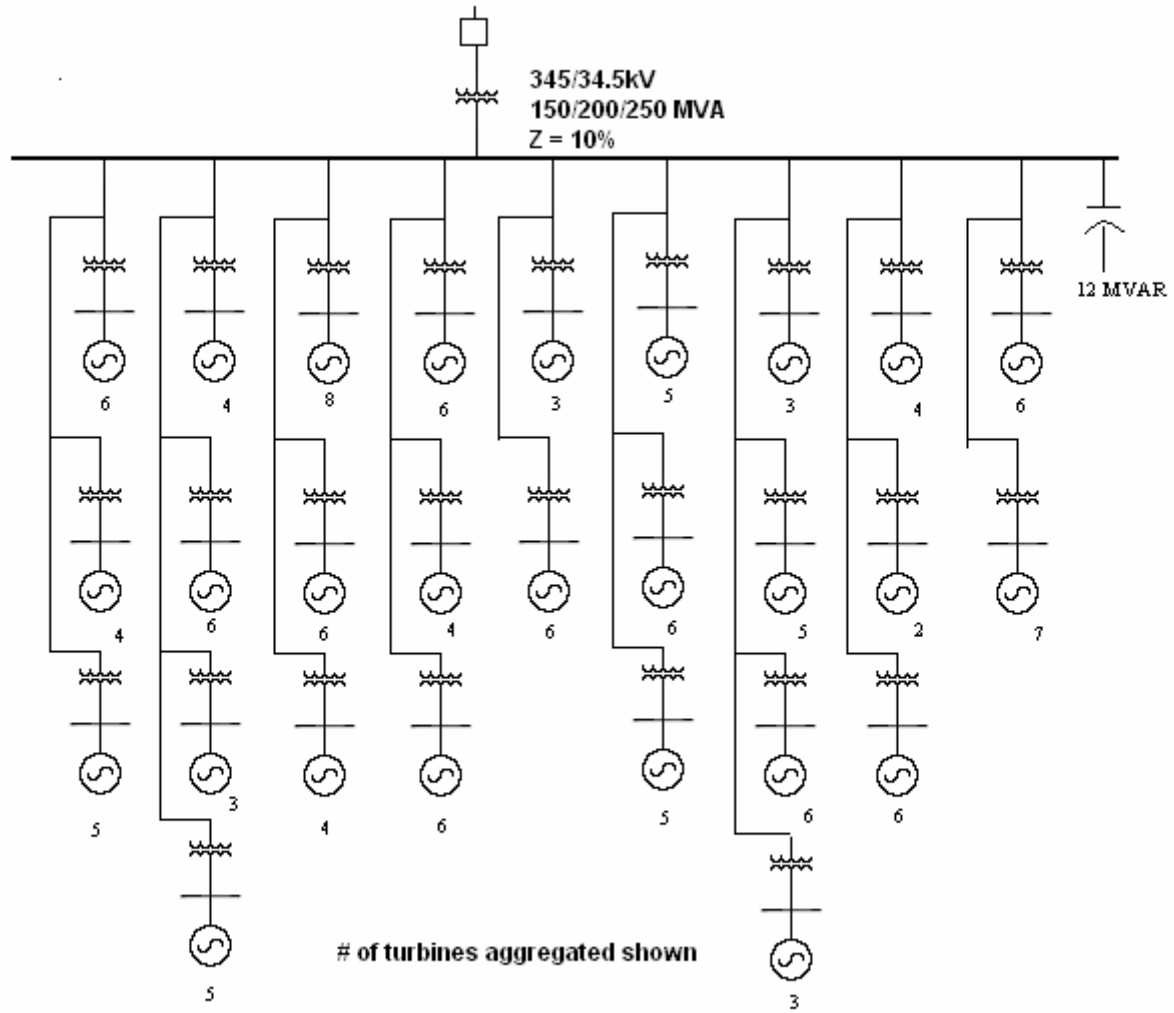 345/34.5kV
150/200/250 MVA
Z = 10%
12 MVAR
6 4 8 6 3 5 3 4 6
4 6 6 4 6 6 5 2 7
5 3 4 6 5 6 6
5 3
# of turbines aggregated shown